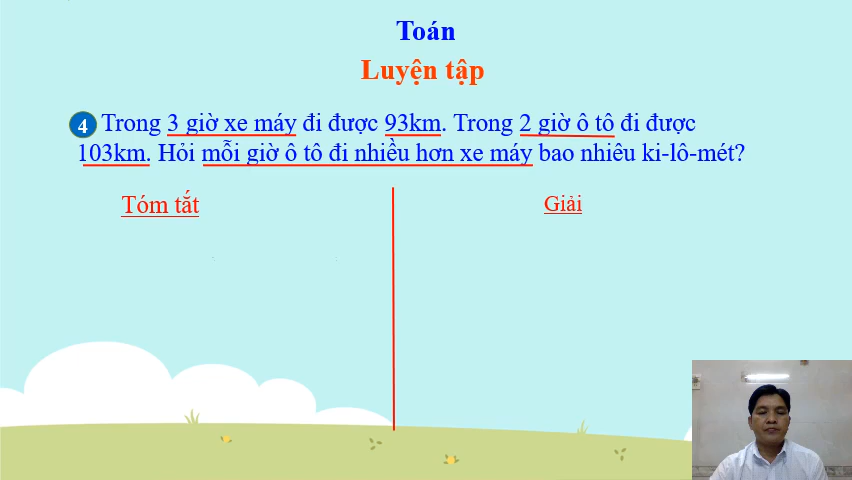 Toán
Luyện tập
4 Trong 3 giờ xe máy đi được 93km. Trong 2 giờ ô tô đi được
103km. Hỏi mỗi giờ ô tô đi nhiều hơn xe máy bao nhiêu ki-lô-mét?
Tóm tắt
Giải